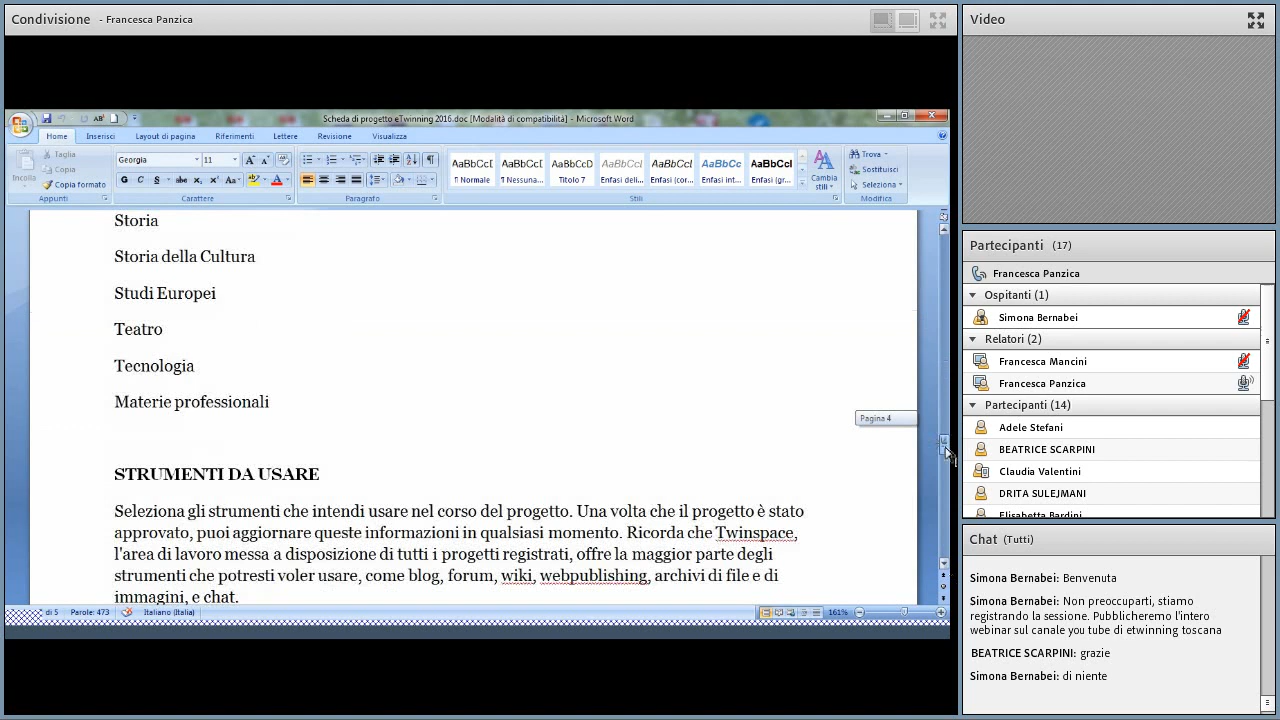 Condivisione - Francesca Panzica
Scheda di progetto eTwinning 2016.doc [Modalità di compatibilità] - Microsoft Word
Home Inserisci Layout di pagina Riferimenti Lettere Revisione Visualizza
Incolla
Taglia
Copia
Copia formato
Appunti
Georgia 11
Carattere
Paragrafo
AaBbCcI AaBbCcI AaBbCcD AaBbCcI AaBbCcI AaBbCc AaBbCcI
¶ Normale ¶ Nessuna... Titolo 7 Enfasi deli... Enfasi (cor... Enfasi int... Enfasi (gr...
Cambia
stili
Stili
Trova
Sostituisci
Seleziona
Modifica
Storia
Storia della Cultura
Studi Europei
Teatro
Tecnologia
Materie professionali
Pagina 4
STRUMENTI DA USARE
Seleziona gli strumenti che intendi usare nel corso del progetto. Una volta che il progetto è stato
approvato, puoi aggiornare queste informazioni in qualsiasi momento. Ricorda che Twinspace,
l'area di lavoro messa a disposizione di tutti i progetti registrati, offre la maggior parte degli
strumenti che potresti voler usare, come blog, forum, wiki, webpublishing, archivi di file e di
immagini, e chat.
di 5 Parole: 473 Italiano (Italia) 161%
Video
Partecipanti (17)
Francesca Panzica
Ospitanti (1)
Simona Bernabei
Relatori (2)
Francesca Mancini
Francesca Panzica
Partecipanti (14)
Adele Stefani
BEATRICE SCARPINI
Claudia Valentini
DRITA SULEJMANI
Elisabetta Bardini
Chat (Tutti)
Simona Bernabei: Benvenuta
Simona Bernabei: Non preoccuparti, stiamo
registrando la sessione. Pubblicheremo l'intero
webinar sul canale you tube di etwinning toscana
BEATRICE SCARPINI: grazie
Simona Bernabei: di niente